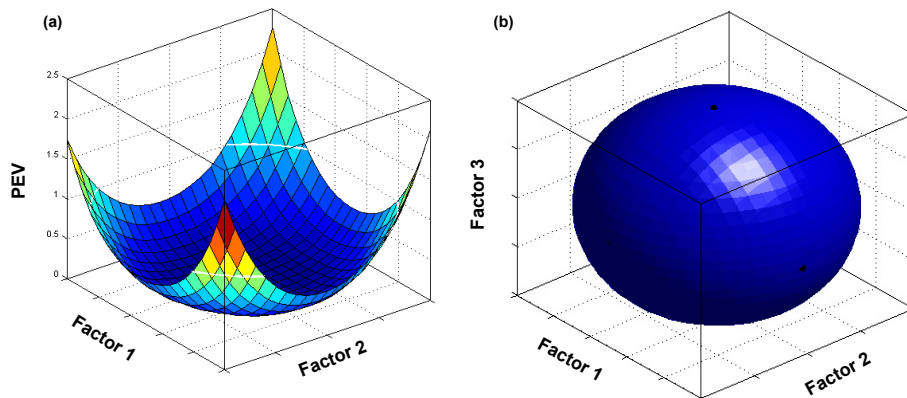 (a)
PEV
2.5
2
1.5
1
0.5
0
Factor 1
Factor 2
(b)
Factor 3
Factor 1
Factor 2